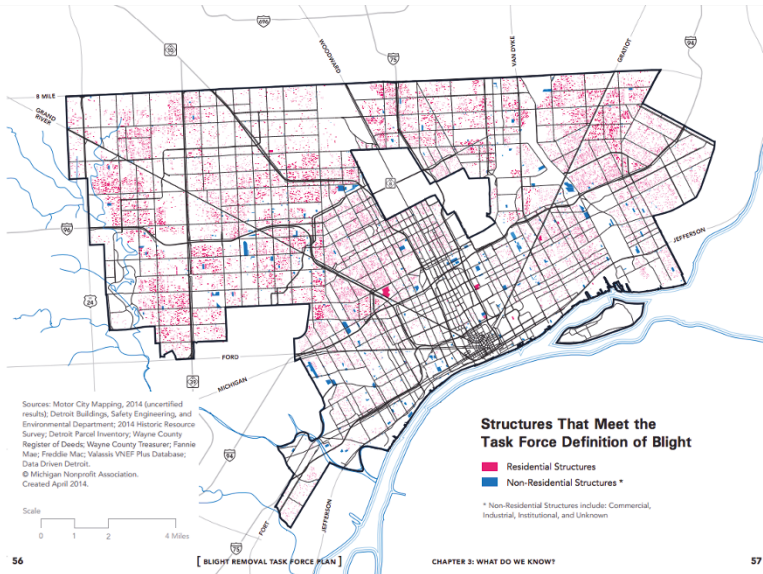 696
WOODWARD
75
VAN DYKE
GRATIOT
94
8 MILE
GRAND
RIVER
96
24
JEFFERSON
FORD
MICHIGAN
Sources: Motor City Mapping, 2014 (uncertified
results); Detroit Buildings, Safety Engineering, and
Environmental Department; 2014 Historic Resource
Survey; Detroit Parcel Inventory; Wayne County
Register of Deeds; Wayne County Treasurer; Fannie
Mae; Freddie Mac; Valassis VNEF Plus Database;
Data Driven Detroit.
© Michigan Nonprofit Association.
Created April 2014.
Structures That Meet the
Task Force Definition of Blight
Residential Structures
Non-Residential Structures *
* Non-Residential Structures include: Commercial,
Industrial, Institutional, and Unknown
94
Scale
0 1 2 4 Miles
FORT
JEFFERSON
75
56
[ BLIGHT REMOVAL TASK FORCE PLAN ]
CHAPTER 3: WHAT DO WE KNOW?
57